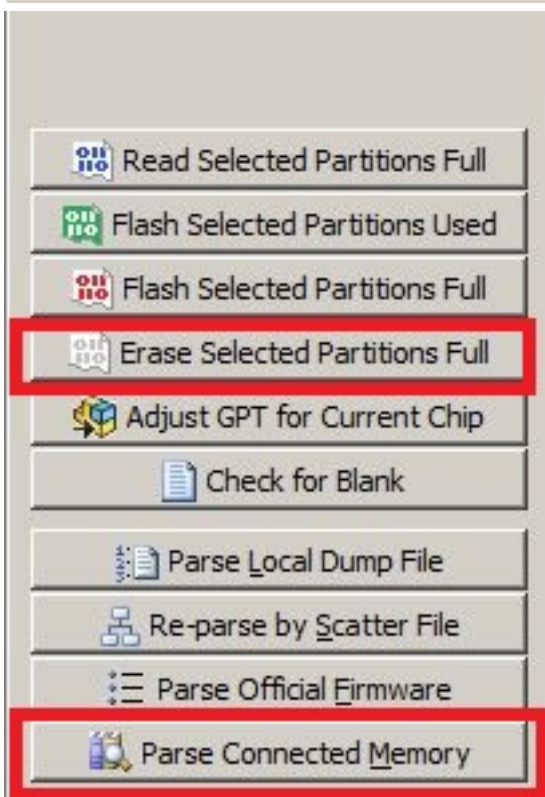 Read Selected Partitions Full
Flash Selected Partitions Used
Flash Selected Partitions Full
Erase Selected Partitions Full
Adjust GPT for Current Chip
Check for Blank
Parse Local Dump File
Re-parse by Scatter File
Parse Official Firmware
Parse Connected Memory